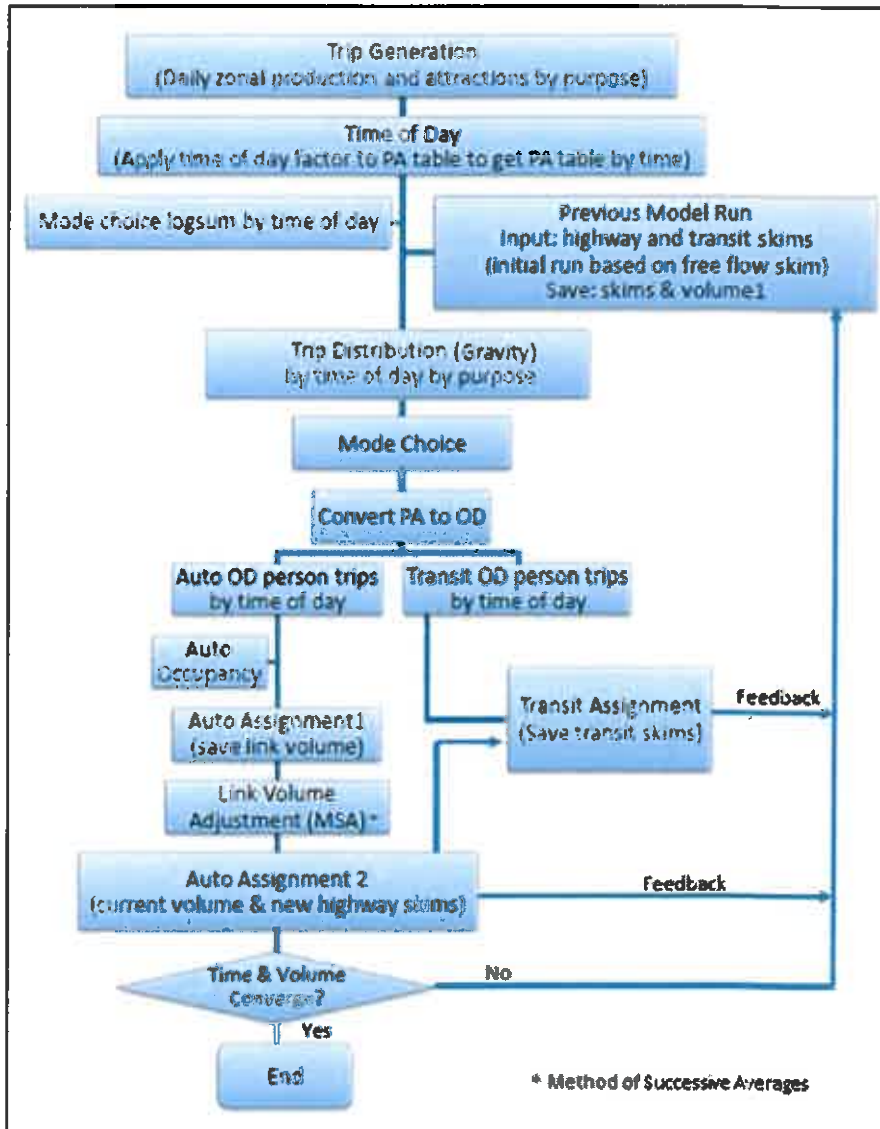 Trip Generation
(Daily zonal production and attractions by purpose)
Time of Day
(Apply time of day factor to PA table to get PA table by time)
Mode choice logsum by time of day
Previous Model Run
Input: highway and transit skims
(initial run based on free flow skim)
Save: skims & volume1
Trip Distribution (Gravity)
by time of day by purpose
Mode Choice
Convert PA to OD
Auto OD person trips
by time of day
Transit OD person trips
by time of day
Auto
Occupancy
Auto Assignment1
(save link volume)
Transit Assignment
(Save transit skims)
Feedback
Link Volume
Adjustment (MSA) *
Auto Assignment 2
(current volume & new highway skims)
Feedback
Time & Volume
Converge?
No
Yes
End
* Method of Successive Averages